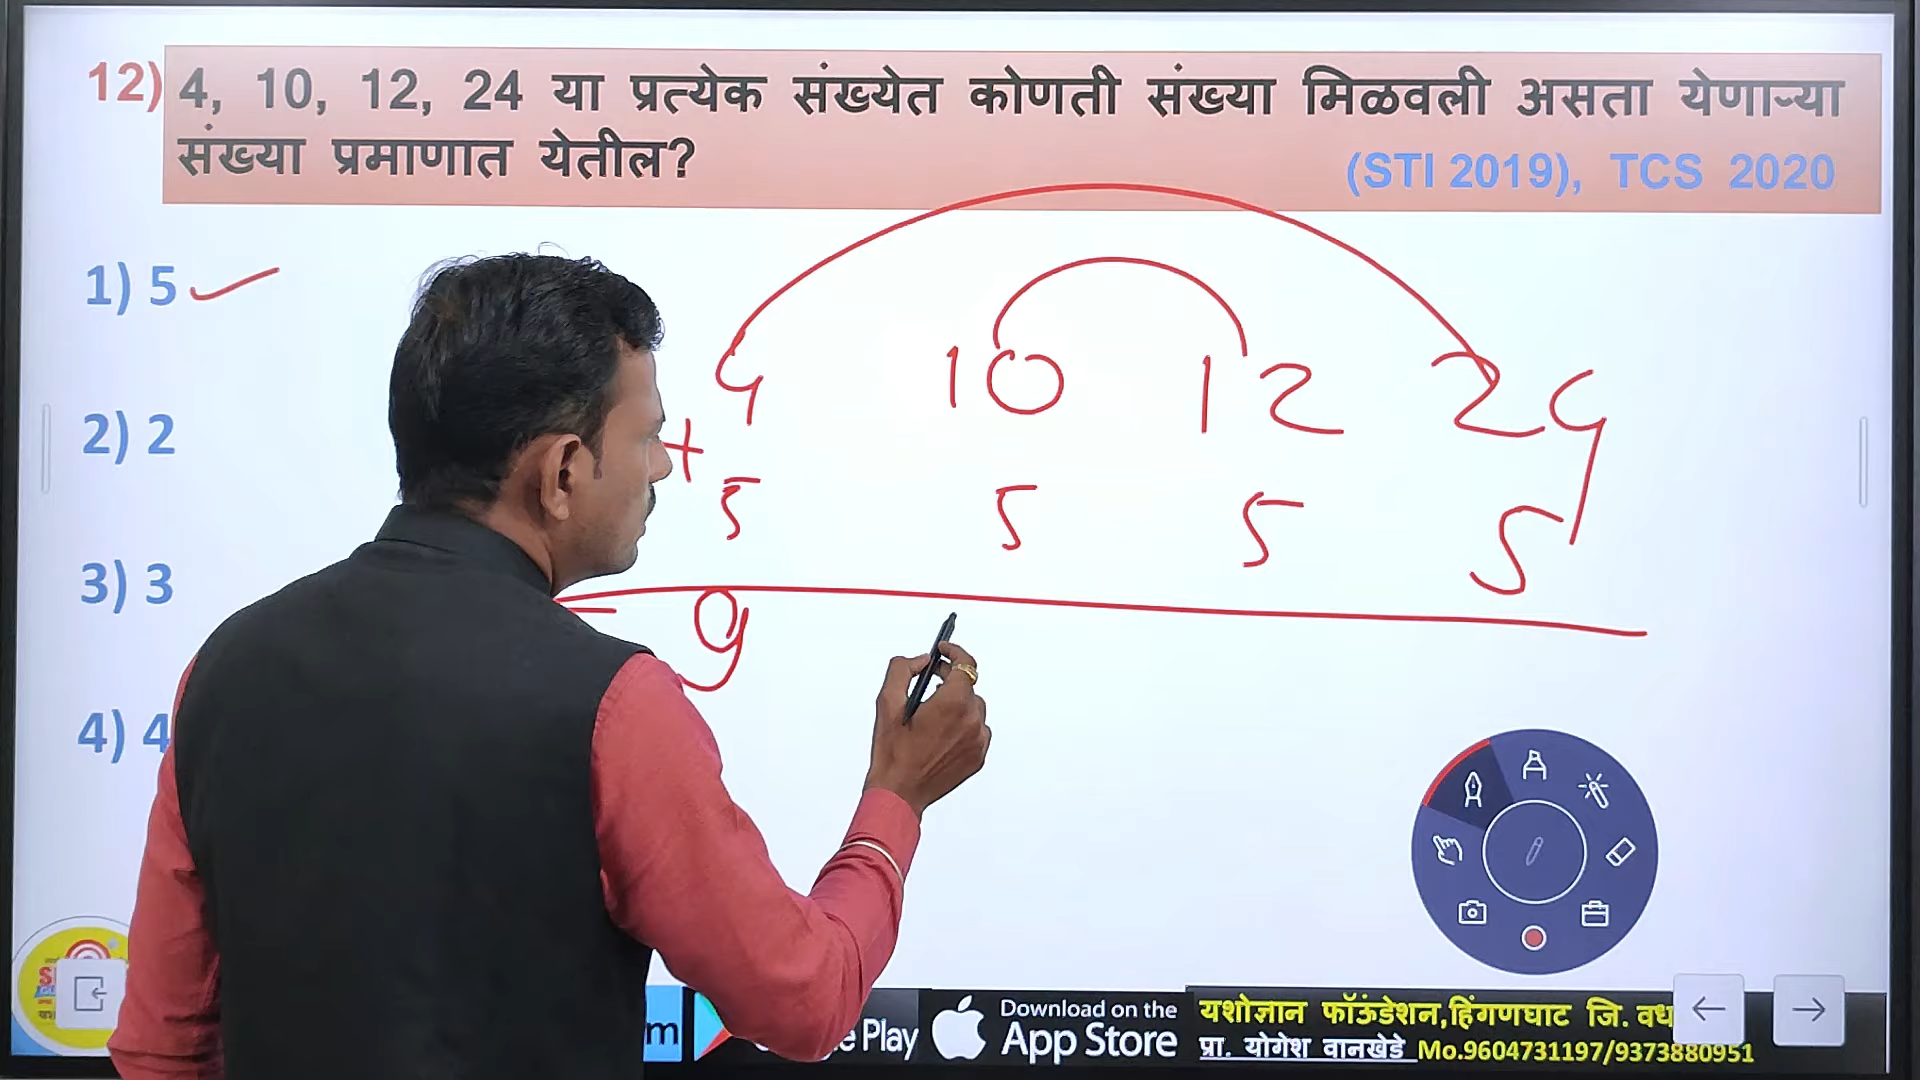 12) 4, 10, 12, 24 या प्रत्येक संख्येत कोणती संख्या मिळवली असता येणाऱ्या
संख्या प्रमाणात येतील?
(STI 2019), TCS 2020
1) 5
2) 2
3) 3
4) 4
4 10 12 24
+ 5 5 5 5
= 9
Play
Download on the
App Store
यशोज्ञान फॉऊंडेशन,हिंगणघाट जि. वध
प्रा. योगेश वानखेडे Mo.9604731197/9373880951